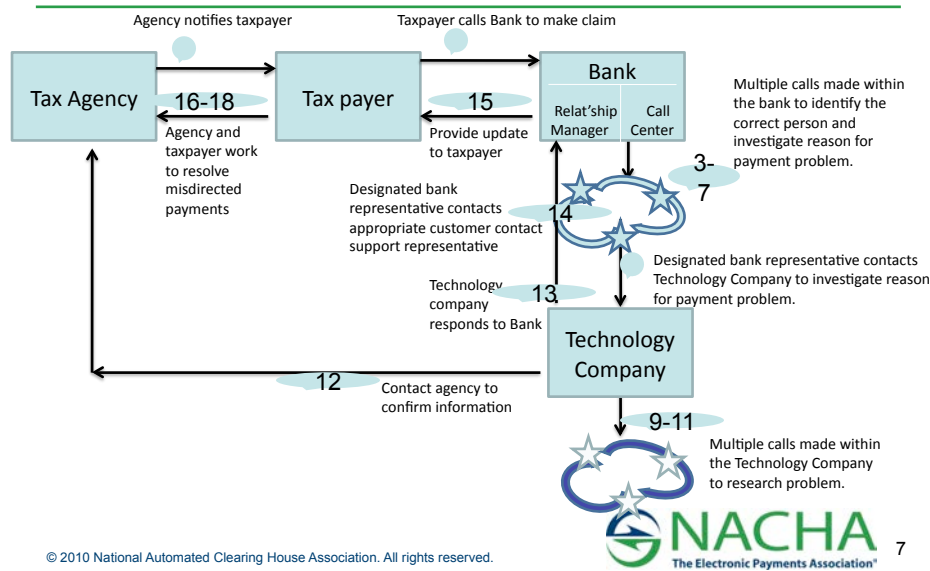 Agency notifies taxpayer
Taxpayer calls Bank to make claim
Tax Agency
16-18
Agency and
taxpayer work
to resolve
misdirected
payments
Tax payer
15
Provide update
to taxpayer
Bank
Relat'ship
Manager
Call
Center
Multiple calls made within
the bank to identify the
correct person and
investigate reason for
payment problem.
3-
7
Designated bank
representative contacts
appropriate customer contact
support representative
14
Designated bank representative contacts
Technology Company to investigate reason
for payment problem.
Technology
company
responds to Bank
13
Technology
Company
12
Contact agency to
confirm information
9-11
Multiple calls made within
the Technology Company
to research problem.
© 2010 National Automated Clearing House Association. All rights reserved.
NACHA
The Electronic Payments Association®
7